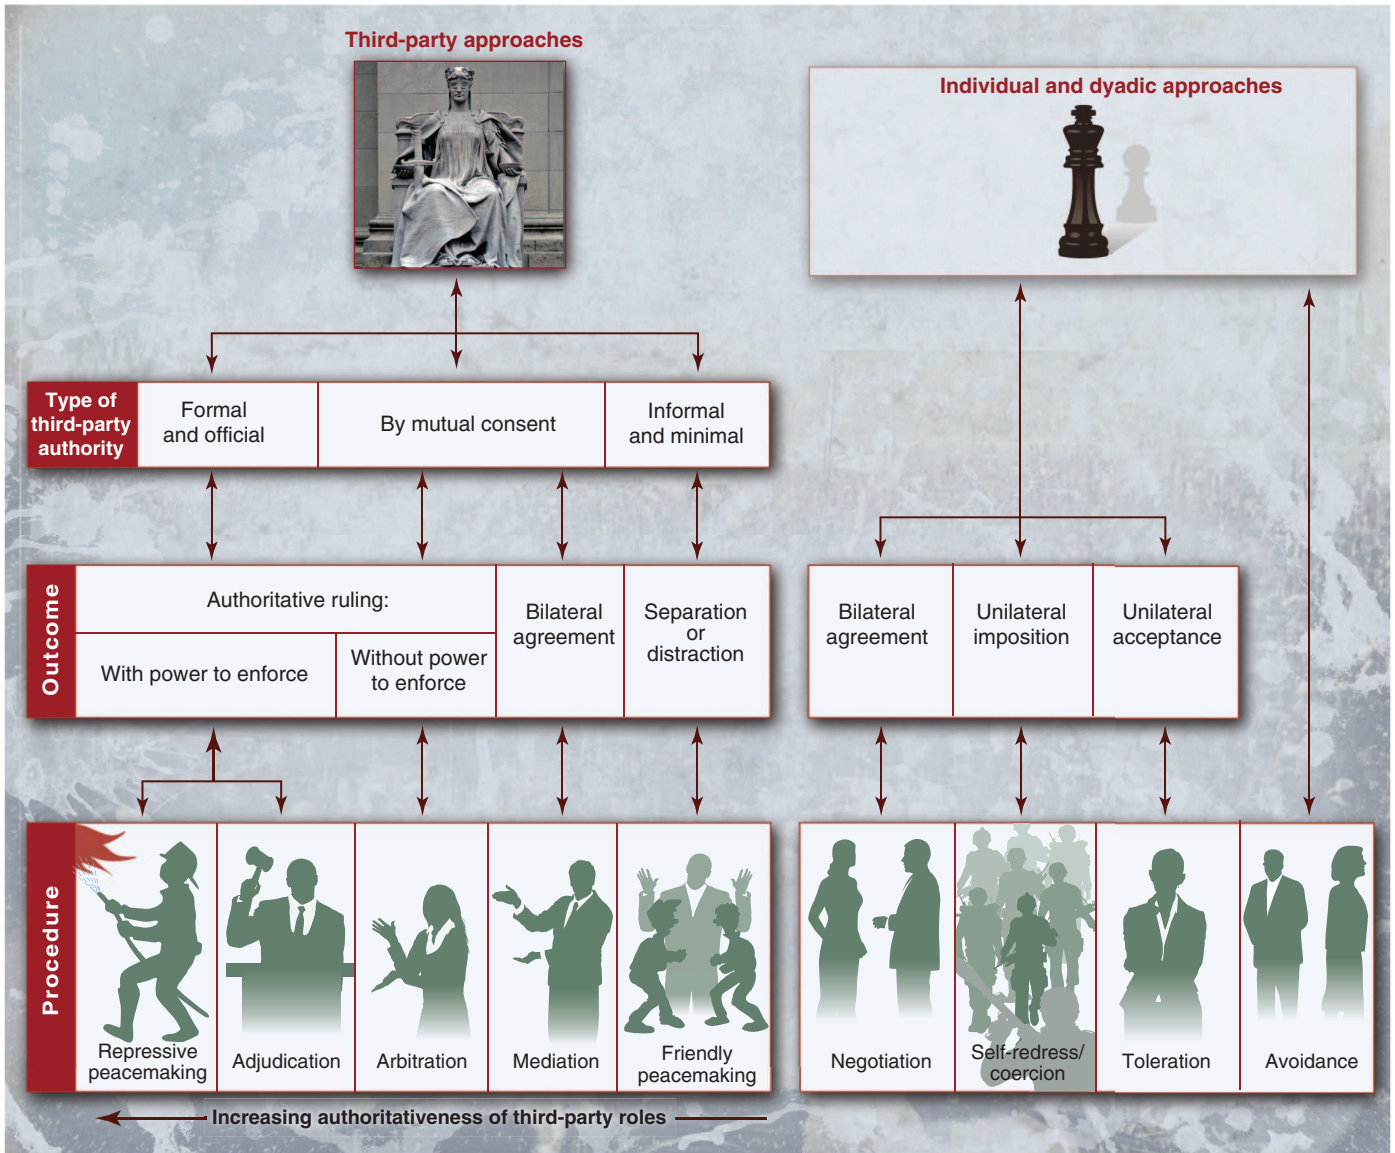 Third-party approaches
Individual and dyadic approaches
Type of
third-party
authority
Formal
and official
By mutual consent
Informal
and minimal
Outcome
Authoritative ruling:
With power to enforce
Without power
to enforce
Bilateral
agreement
Separation
or
distraction
Bilateral
agreement
Unilateral
imposition
Unilateral
acceptance
Procedure
Repressive
peacemaking
Adjudication
Arbitration
Mediation
Friendly
peacemaking
Negotiation
Self-redress/
coercion
Toleration
Avoidance
Increasing authoritativeness of third-party roles